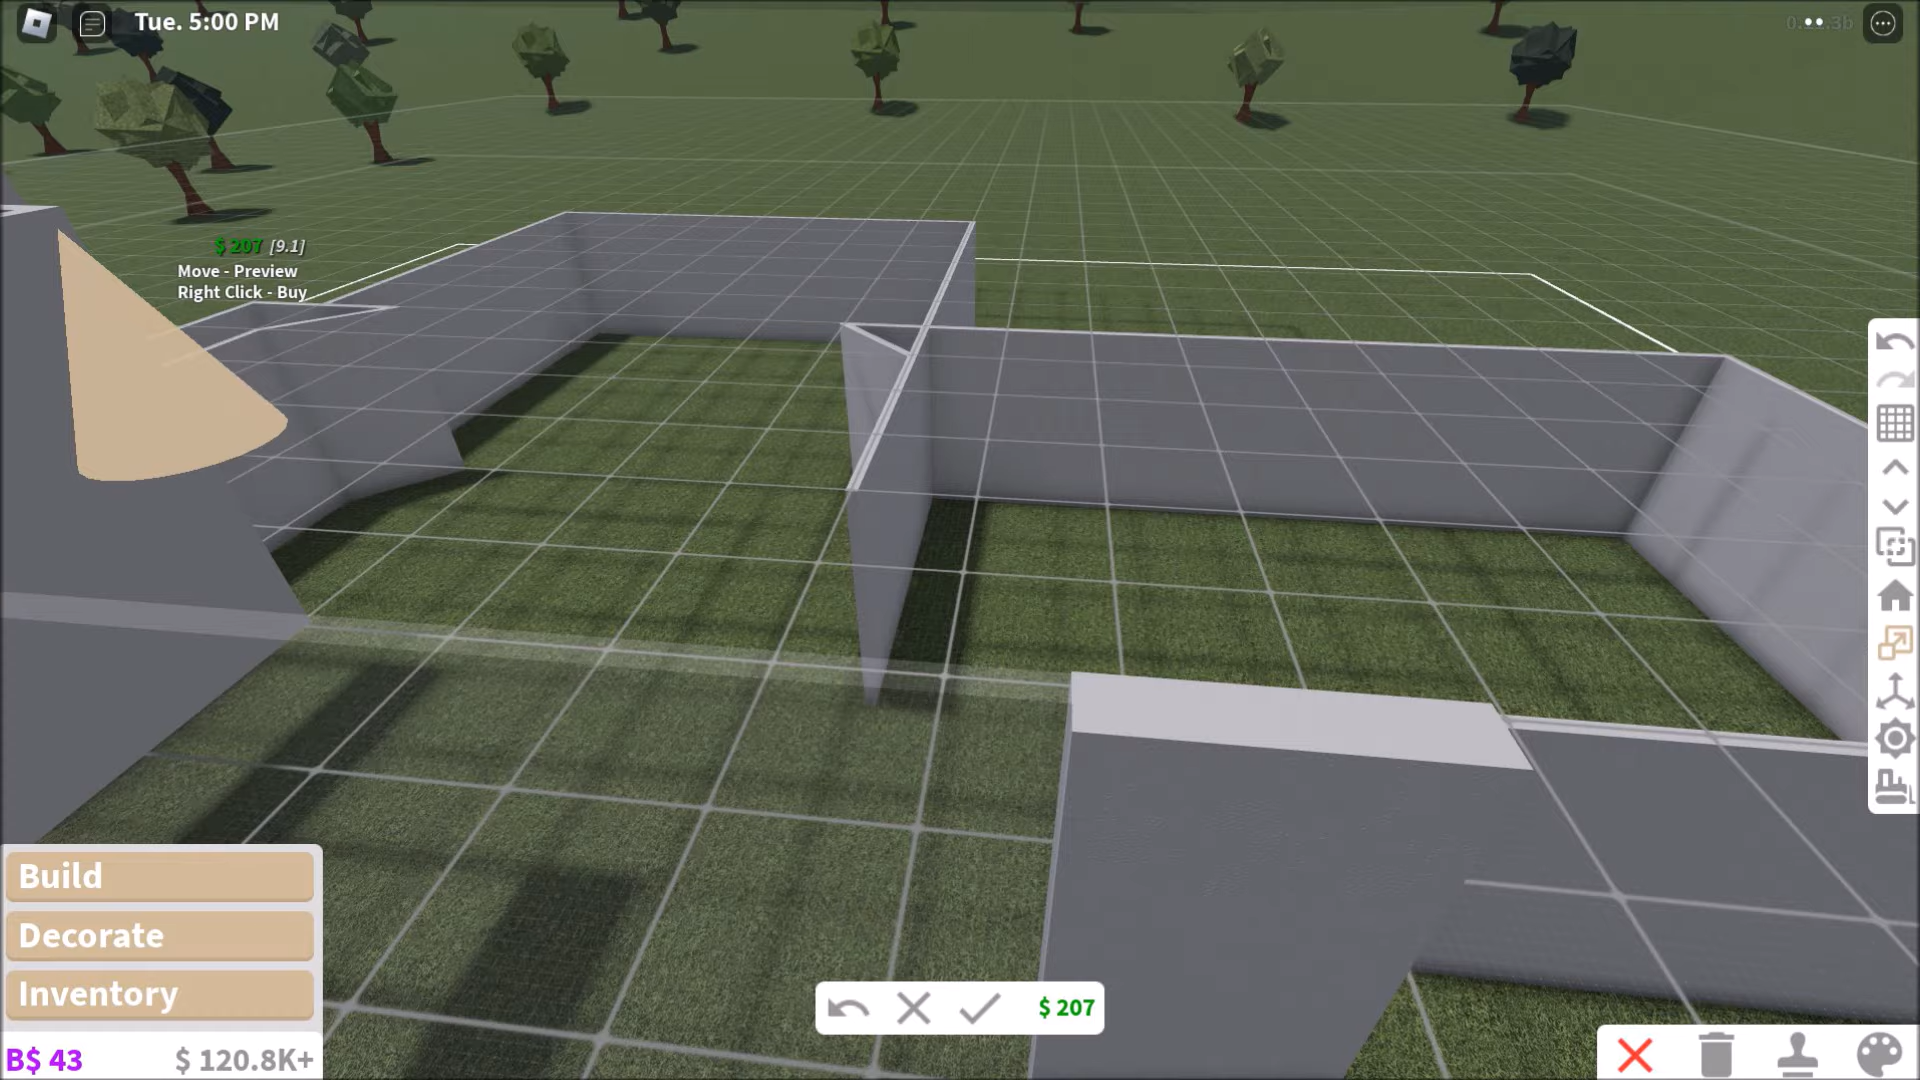 Tue. 5:00 PM
$ 207 [9.1]
Move - Preview
Right Click - Buy
Build
Decorate
Inventory
B$ 43
$ 120.8K+
$ 207